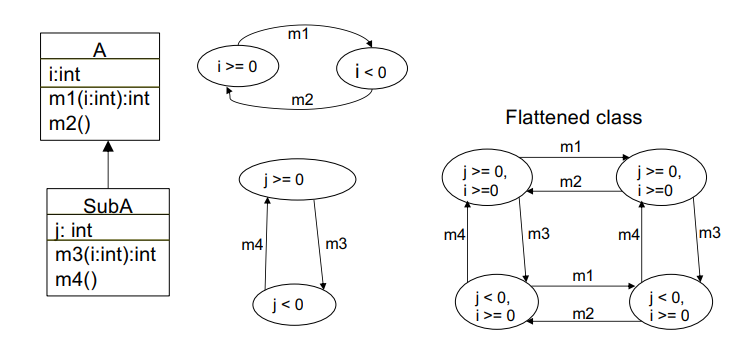 A
i:int
m1(i:int):int
m2()
SubA
j: int
m3(i:int):int
m4()
m1
i >= 0
i < 0
m2
j >= 0
m4
m3
j < 0
Flattened class
m1
j >= 0,
i >=0
j >= 0,
i >=0
m2
m4
m3
m4
m3
m1
j < 0,
i >= 0
j < 0,
i >= 0
m2